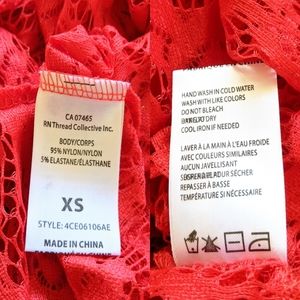 CA 07465
RN Thread Collective Inc.
BODY/CORPS
95% NYLON/NYLON
5% ELASTANE/ÉLASTHANE
XS
STYLE: 4CE06106AE
MADE IN CHINA
HAND WASH IN COLD WATER
WASH WITH LIKE COLORS
DO NOT BLEACH
DRY
COOL IRON IF NEEDED
LAVER À LA MAIN À L'EAU FROIDE
AVEC COULEURS SIMILAIRES
AUCUN JAVELLISANT
SÉCHER
REPASSER À BASSE
TEMPÉRATURE SI NÉCESSAIRE